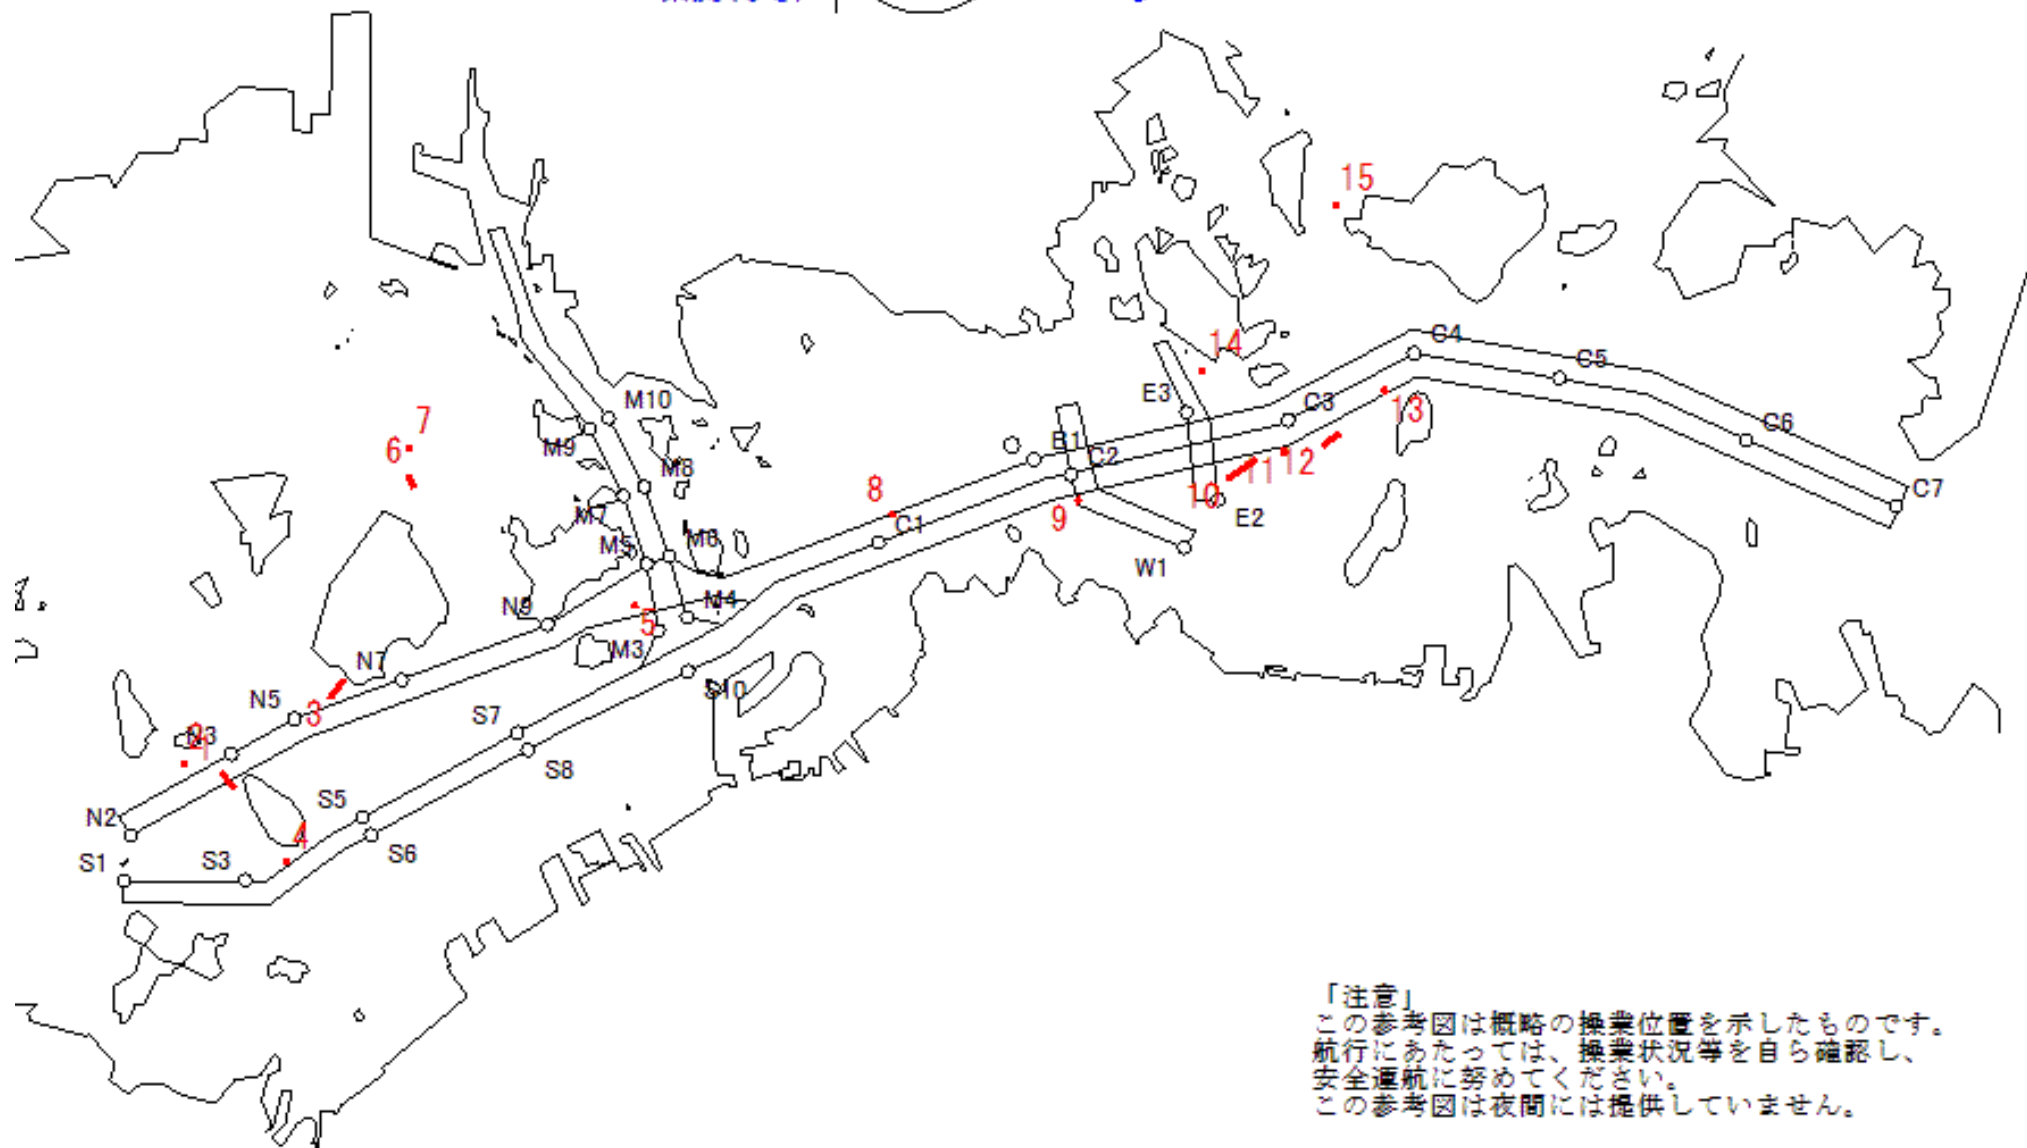 15
C4
C5
14
E3
C3
M10
13
7
6
M9
B1
C6
C2
M8
11
12
8
10
C7
M7
9
E2
C1
M5
M6
W1
N9
M4
5
M3
N7
S10
N5
3
S7
N3
2
1
S8
S5
N2
4
S6
S1
S3
「注意」
この参考図は概略の操業位置を示したものです。
航行にあたっては、操業状況等を自ら確認し、
安全運航に努めてください。
この参考図は夜間には提供していません。